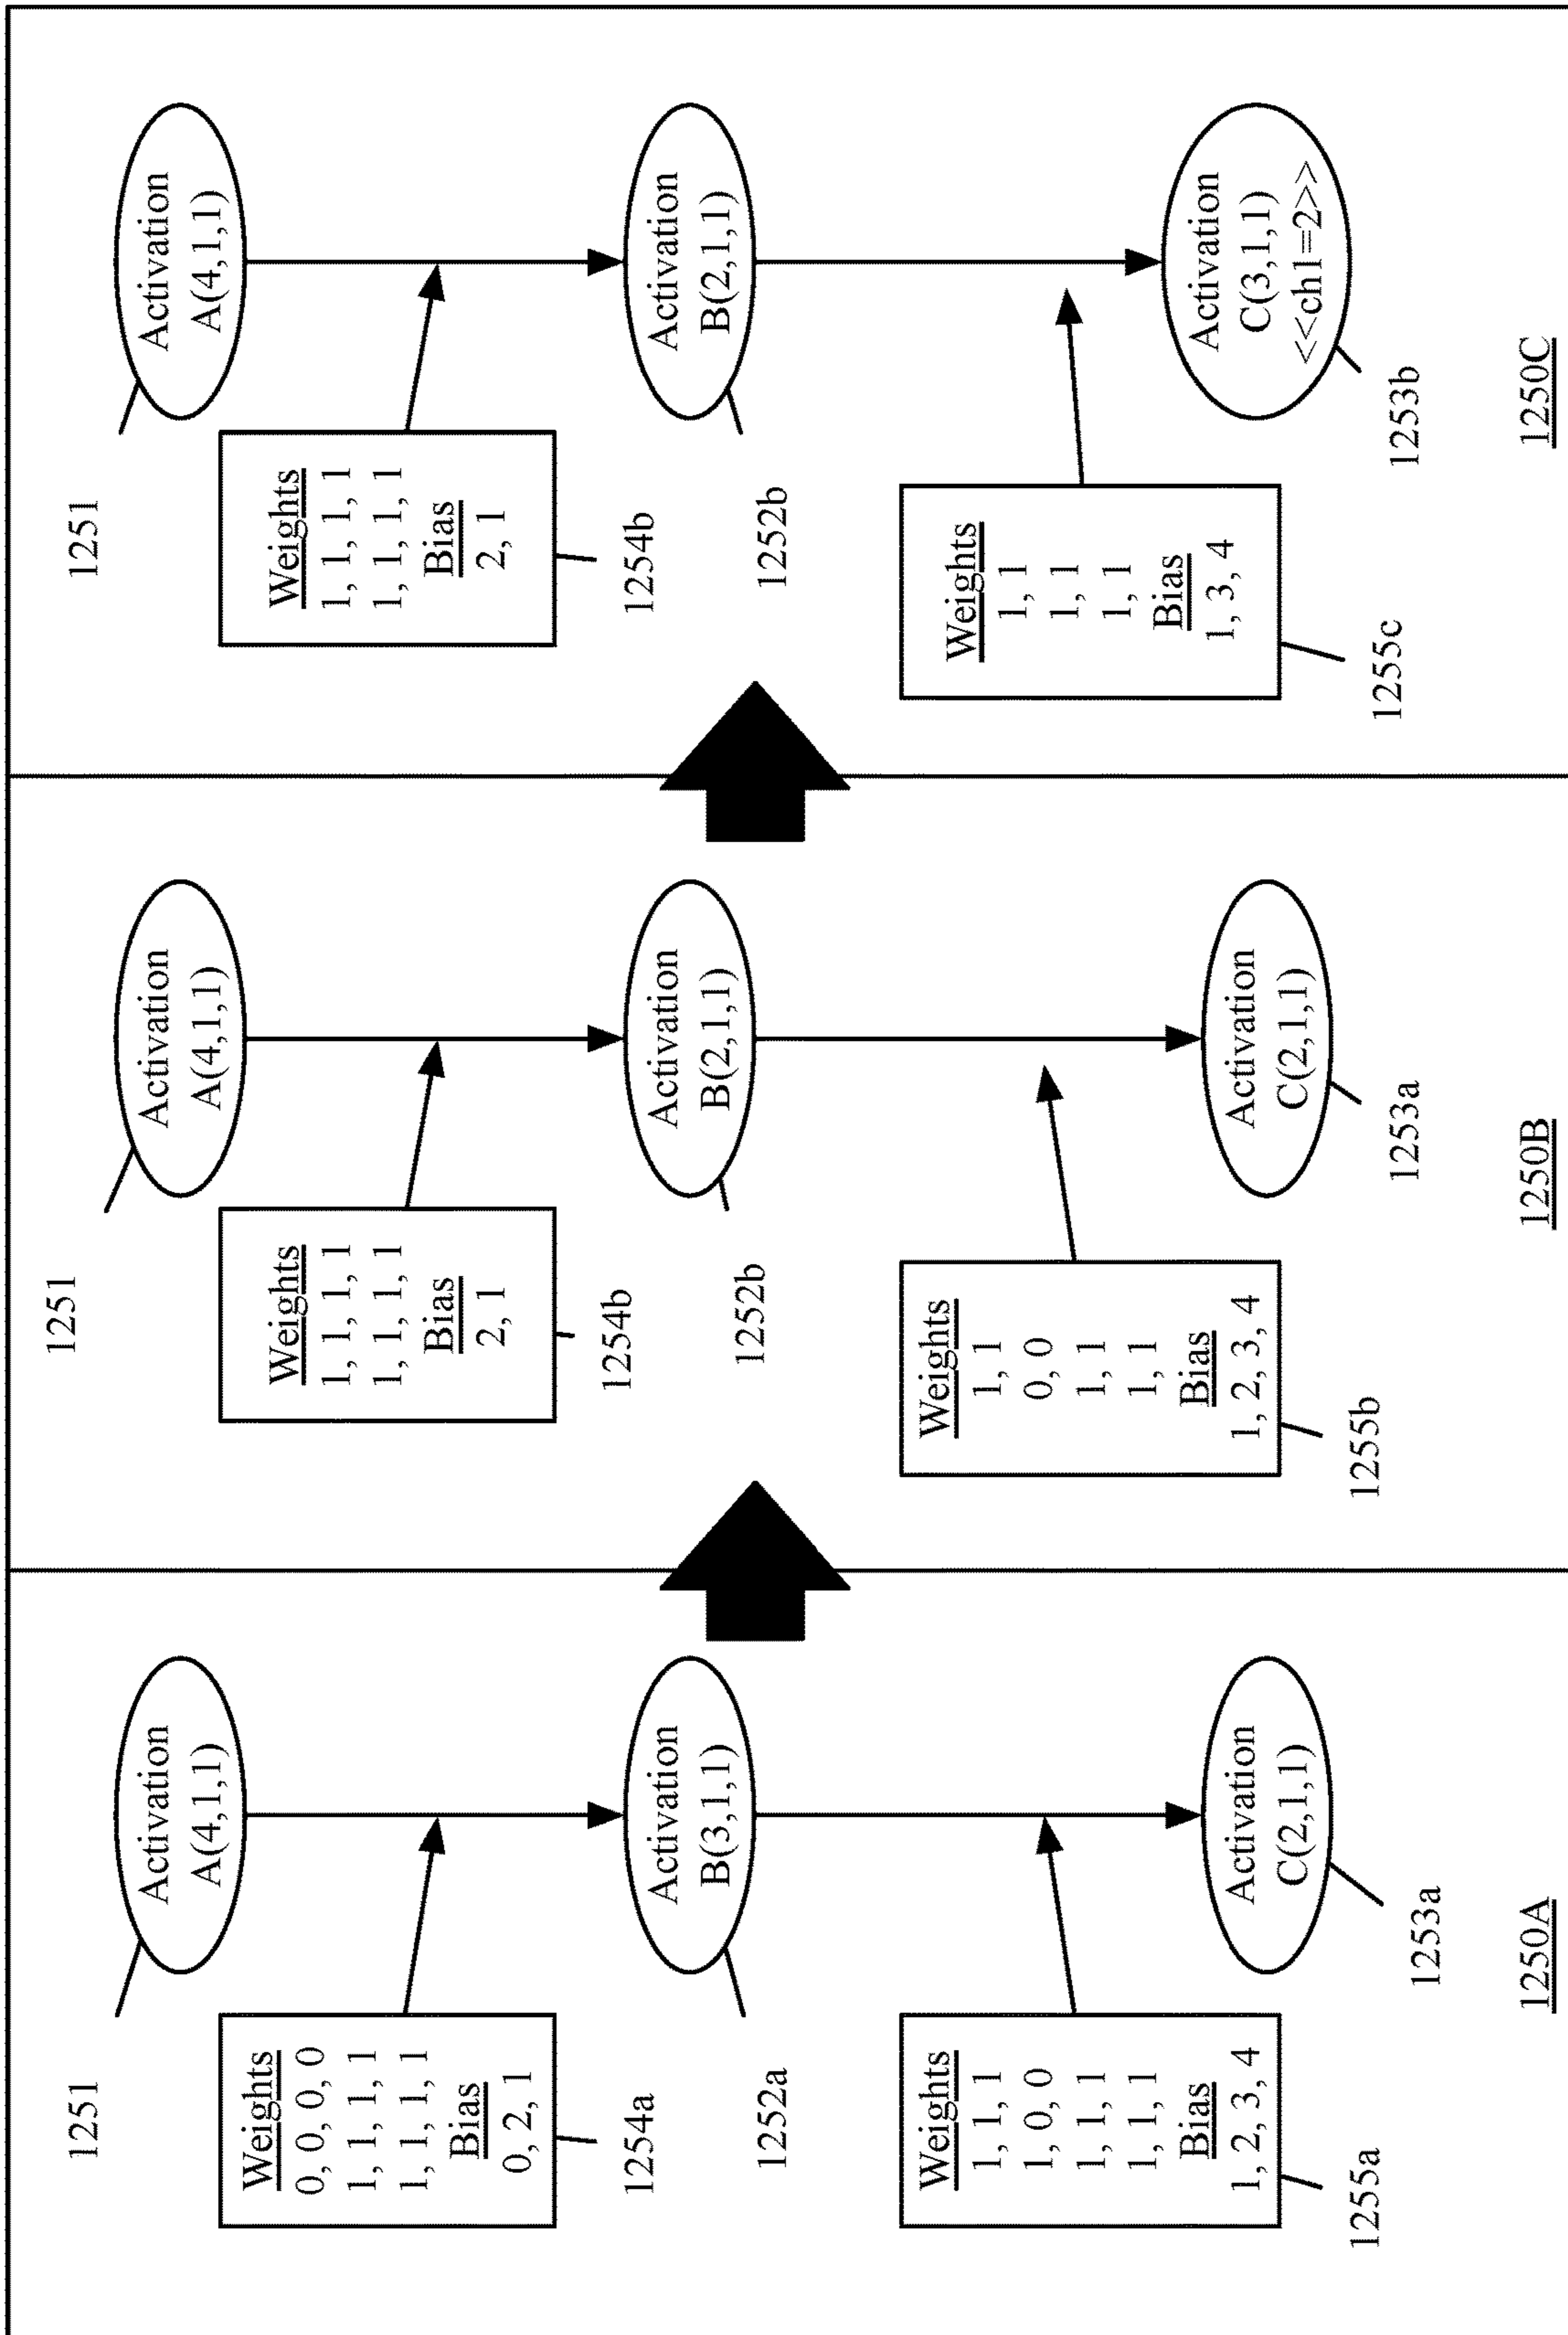 1251
Activation
A(4,1,1)
Weights
0, 0, 0, 0
1, 1, 1, 1
1, 1, 1, 1
Bias
0, 2, 1
1254a
Activation
B(3,1,1)
1252a
Weights
1, 1, 1
1, 0, 0
1, 1, 1
1, 1, 1
Bias
1, 2, 3, 4
1255a
Activation
C(2,1,1)
1253a
1250A
1251
Activation
A(4,1,1)
Weights
1, 1, 1, 1
1, 1, 1, 1
Bias
2, 1
1254b
Activation
B(2,1,1)
1252b
Weights
1, 1
0, 0
1, 1
1, 1
Bias
1, 2, 3, 4
1255b
Activation
C(2,1,1)
1253a
1250B
1251
Activation
A(4,1,1)
Weights
1, 1, 1, 1
1, 1, 1, 1
Bias
2, 1
1254b
Activation
B(2,1,1)
1252b
Weights
1, 1
1, 1
1, 1
Bias
1, 3, 4
1255c
Activation
C(3,1,1)
<<ch1=2>>
1253b
1250C